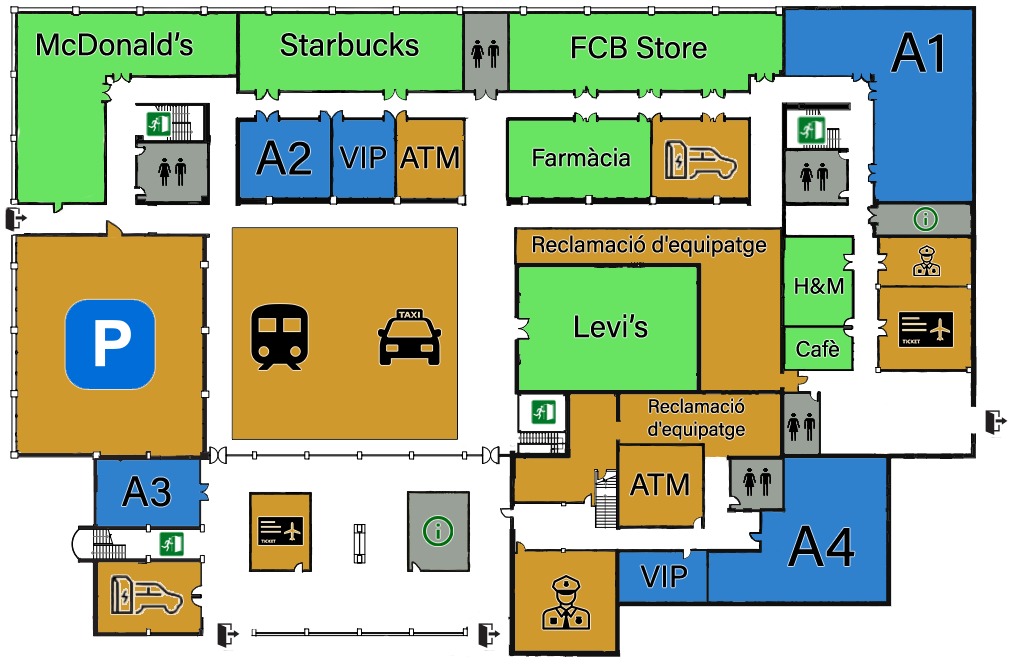 McDonald's
Starbucks
FCB Store
A1
A2
VIP
ATM
Farmàcia
Reclamació d'equipatge
H&M
Levi's
TAXI
P
Cafè
TICKET
Reclamació
d'equipatge
A3
ATM
TICKET
A4
VIP